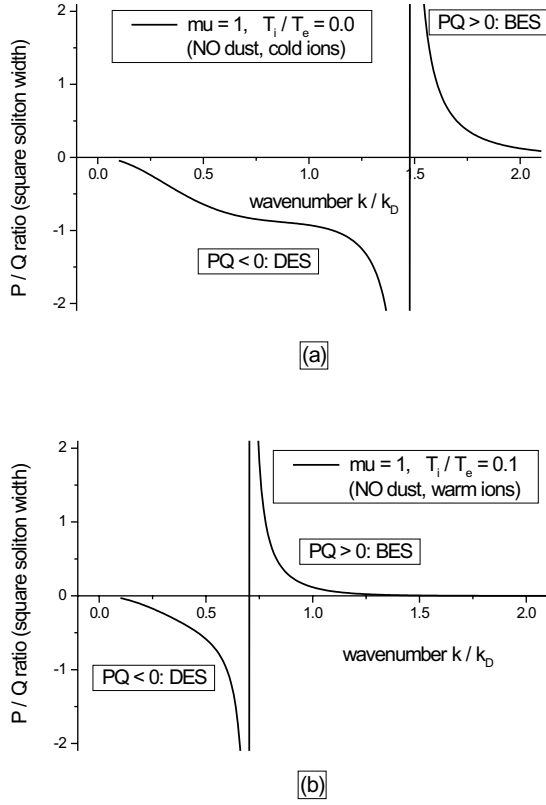 2
1
0
-1
-2
0.0
0.5
1.0
1.5
2.0
P / Q ratio (square soliton width)
mu = 1, T_i / T_e = 0.0
(NO dust, cold ions)
PQ > 0: BES
wavenumber k / k_D
PQ < 0: DES
(a)
2
1
0
-1
-2
0.0
0.5
1.0
1.5
2.0
P / Q ratio (square soliton width)
mu = 1, T_i / T_e = 0.1
(NO dust, warm ions)
PQ > 0: BES
wavenumber k / k_D
PQ < 0: DES
(b)